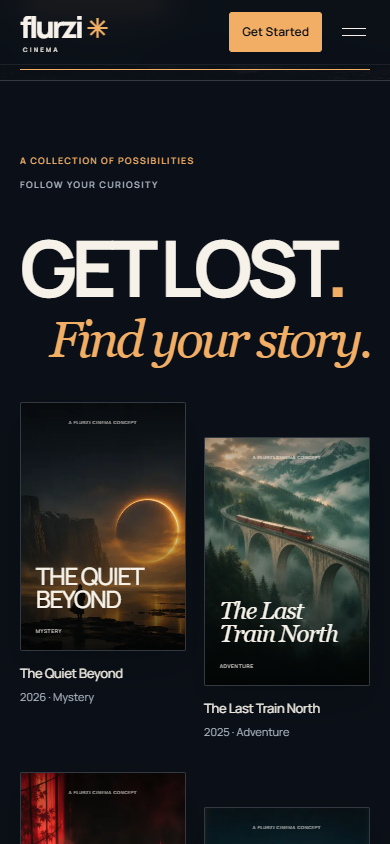 flurzi
CINEMA
Get Started
A COLLECTION OF POSSIBILITIES
FOLLOW YOUR CURIOSITY
GET LOST.
Find your story.
A FLURZI CINEMA CONCEPT
THE QUIET
BEYOND
MYSTERY
The Quiet Beyond
2026 · Mystery
A FLURZI CINEMA CONCEPT
The Last
Train North
ADVENTURE
The Last Train North
2025 · Adventure
A FLURZI CINEMA CONCEPT
A FLURZI CINEMA CONCEPT